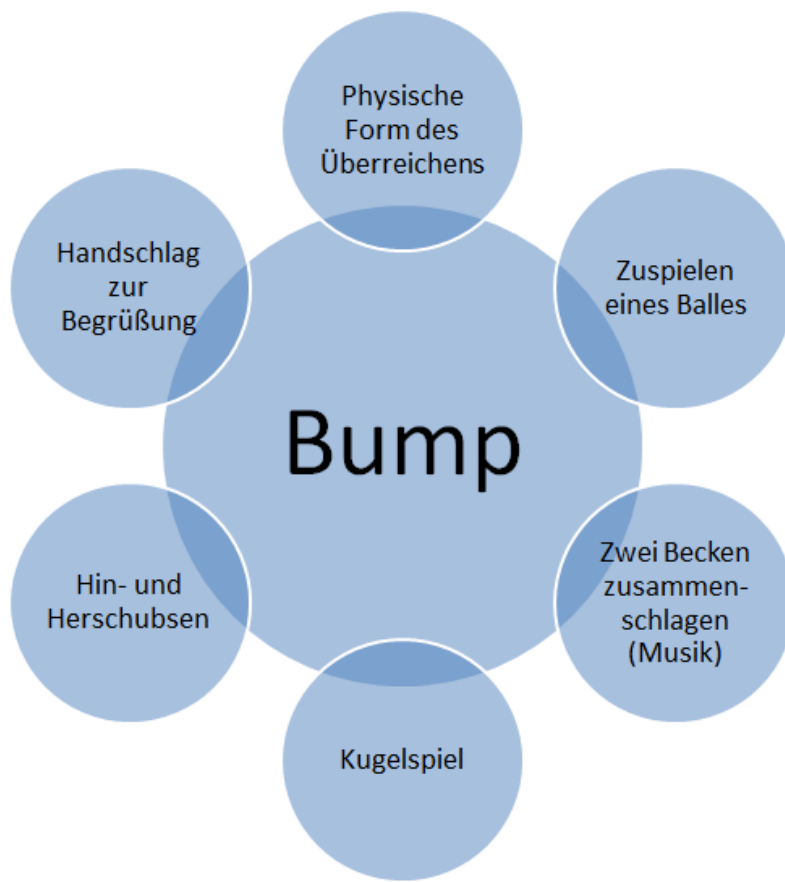 Physische
Form des
Überreichens
Handschlag
zur
Begrüßung
Zuspielen
eines Balles
Bump
Hin- und
Herschubsen
Zwei Becken
zusammen-
schlagen
(Musik)
Kugelspiel